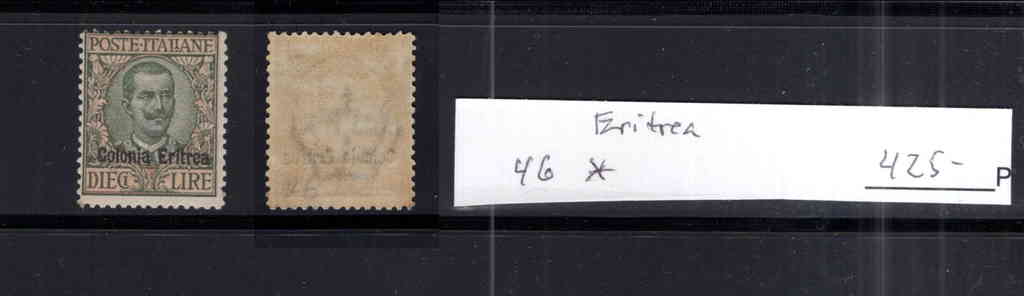 POSTE·ITALIANE
Colonia Eritrea
DIECI LIRE
Eritrea
46 *
425-
P